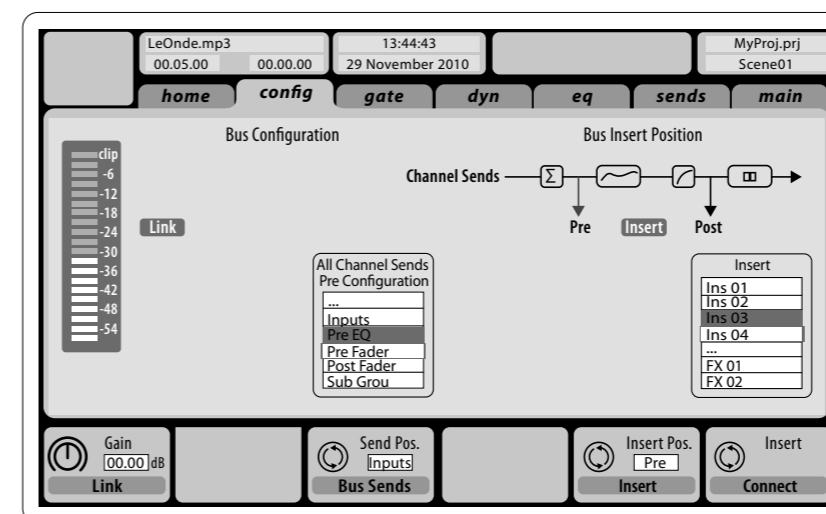 LeOnde.mp3
00.05.00 00.00.00
13:44:43
29 November 2010
MyProj.prj
Scene01
home config gate dyn eq sends main
Bus Configuration
Bus Insert Position
clip
-6
-12
-18
-24
-30
-36
-42
-48
-54
Link
Channel Sends
Σ
Pre Insert Post
All Channel Sends
Pre Configuration
...
Inputs
Pre EQ
Pre Fader
Post Fader
Sub Grou
Insert
Ins 01
Ins 02
Ins 03
Ins 04
...
FX 01
FX 02
Gain
00.00 dB
Link
Send Pos.
Inputs
Bus Sends
Insert Pos.
Pre
Insert
Insert
Connect